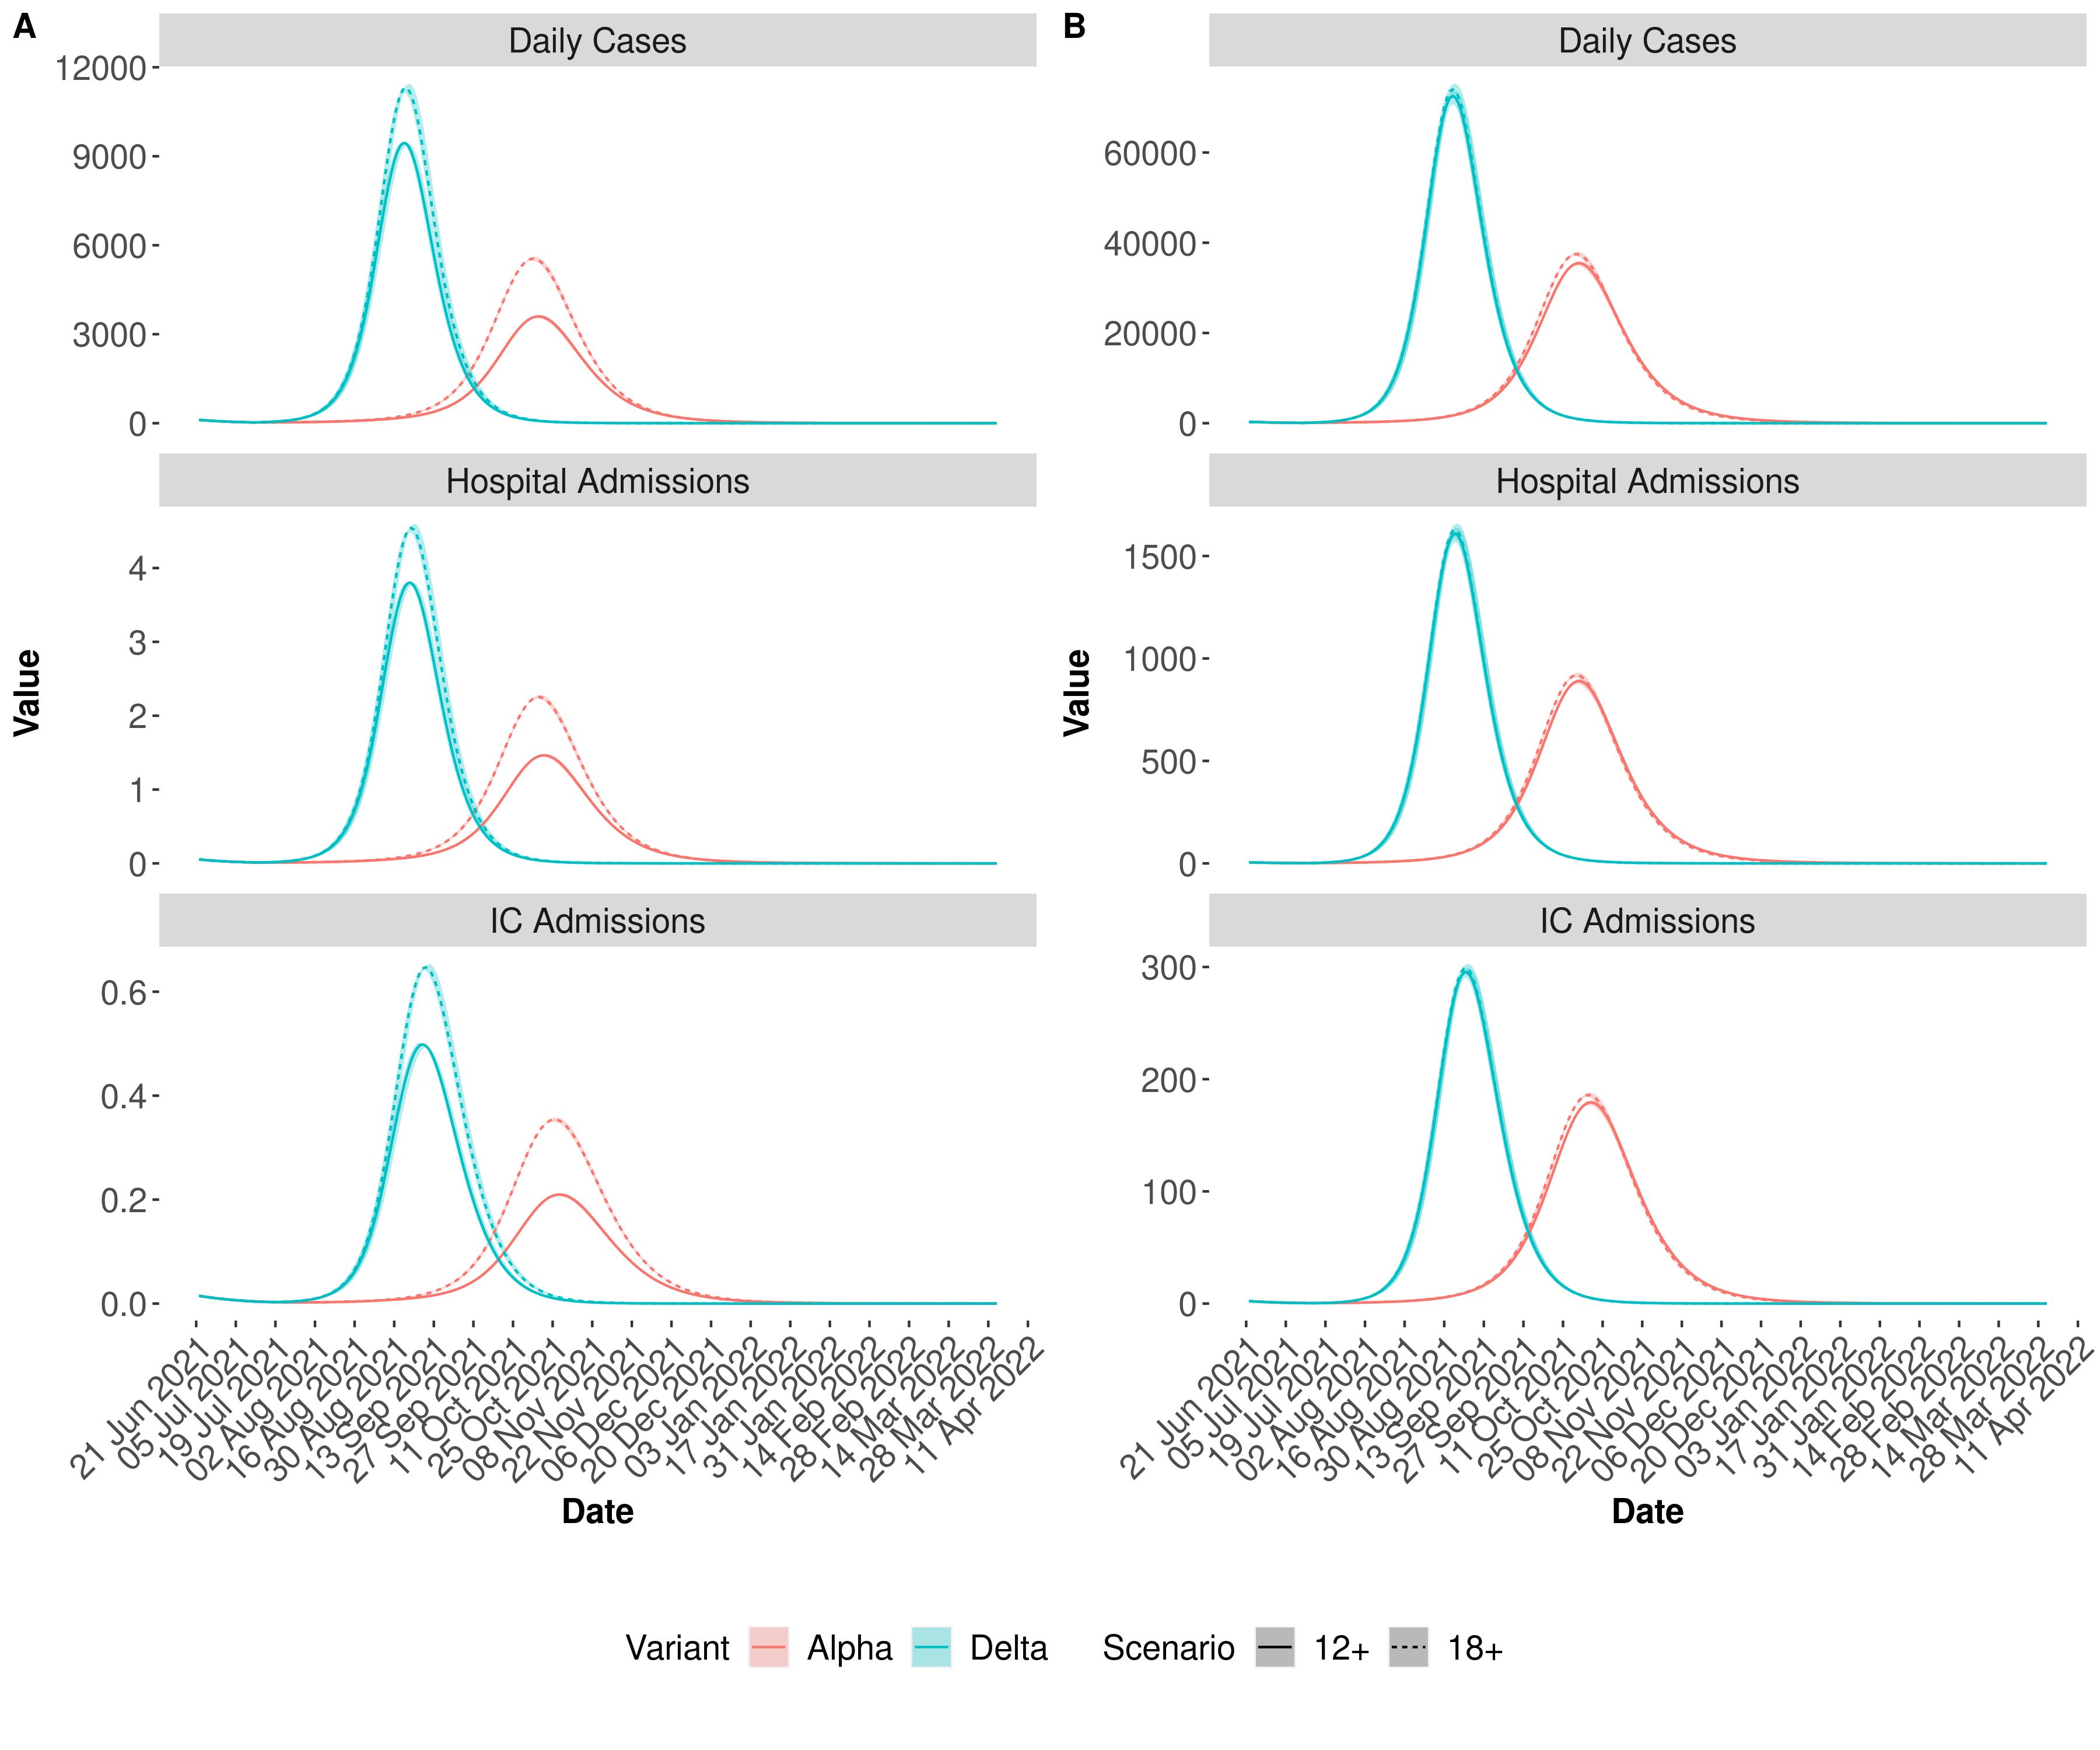 A
Daily Cases
12000
9000
6000
3000
0
Hospital Admissions
4
3
2
1
0
IC Admissions
0.6
0.4
0.2
0.0
Value
21 Jun 2021
05 Jul 2021
19 Jul 2021
02 Aug 2021
16 Aug 2021
30 Aug 2021
13 Sep 2021
27 Sep 2021
11 Oct 2021
25 Oct 2021
08 Nov 2021
22 Nov 2021
06 Dec 2021
20 Dec 2021
03 Jan 2022
17 Jan 2022
31 Jan 2022
14 Feb 2022
28 Feb 2022
14 Mar 2022
28 Mar 2022
11 Apr 2022
Date
B
Daily Cases
60000
40000
20000
0
Hospital Admissions
1500
1000
500
0
IC Admissions
300
200
100
0
Value
21 Jun 2021
05 Jul 2021
19 Jul 2021
02 Aug 2021
16 Aug 2021
30 Aug 2021
13 Sep 2021
27 Sep 2021
11 Oct 2021
25 Oct 2021
08 Nov 2021
22 Nov 2021
06 Dec 2021
20 Dec 2021
03 Jan 2022
17 Jan 2022
31 Jan 2022
14 Feb 2022
28 Feb 2022
14 Mar 2022
28 Mar 2022
11 Apr 2022
Date
Variant Alpha Delta Scenario 12+ 18+